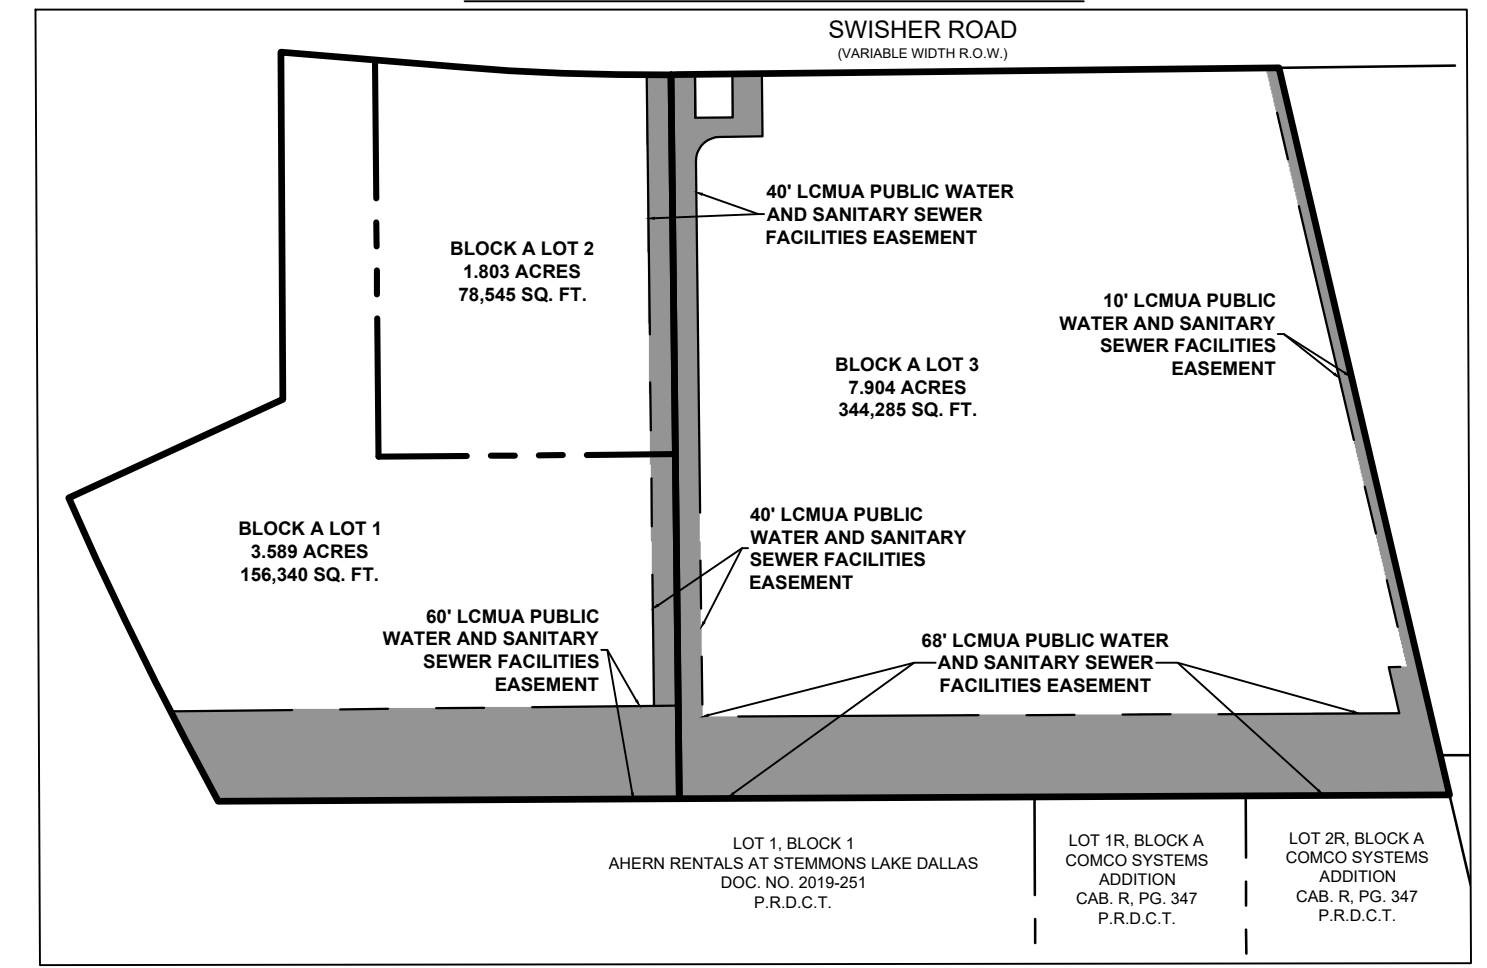 SWISHER ROAD
(VARIABLE WIDTH R.O.W.)
40' LCMUA PUBLIC WATER
AND SANITARY SEWER
FACILITIES EASEMENT
BLOCK A LOT 2
1.803 ACRES
78,545 SQ. FT.
10' LCMUA PUBLIC
WATER AND SANITARY
SEWER FACILITIES
EASEMENT
BLOCK A LOT 3
7.904 ACRES
344,285 SQ. FT.
BLOCK A LOT 1
3.589 ACRES
156,340 SQ. FT.
40' LCMUA PUBLIC
WATER AND SANITARY
SEWER FACILITIES
EASEMENT
60' LCMUA PUBLIC
WATER AND SANITARY
SEWER FACILITIES
EASEMENT
68' LCMUA PUBLIC WATER
AND SANITARY SEWER
FACILITIES EASEMENT
LOT 1, BLOCK 1
AHERN RENTALS AT STEMMONS LAKE DALLAS
DOC. NO. 2019-251
P.R.D.C.T.
LOT 1R, BLOCK A
COMCO SYSTEMS
ADDITION
CAB. R, PG. 347
P.R.D.C.T.
LOT 2R, BLOCK A
COMCO SYSTEMS
ADDITION
CAB. R, PG. 347
P.R.D.C.T.